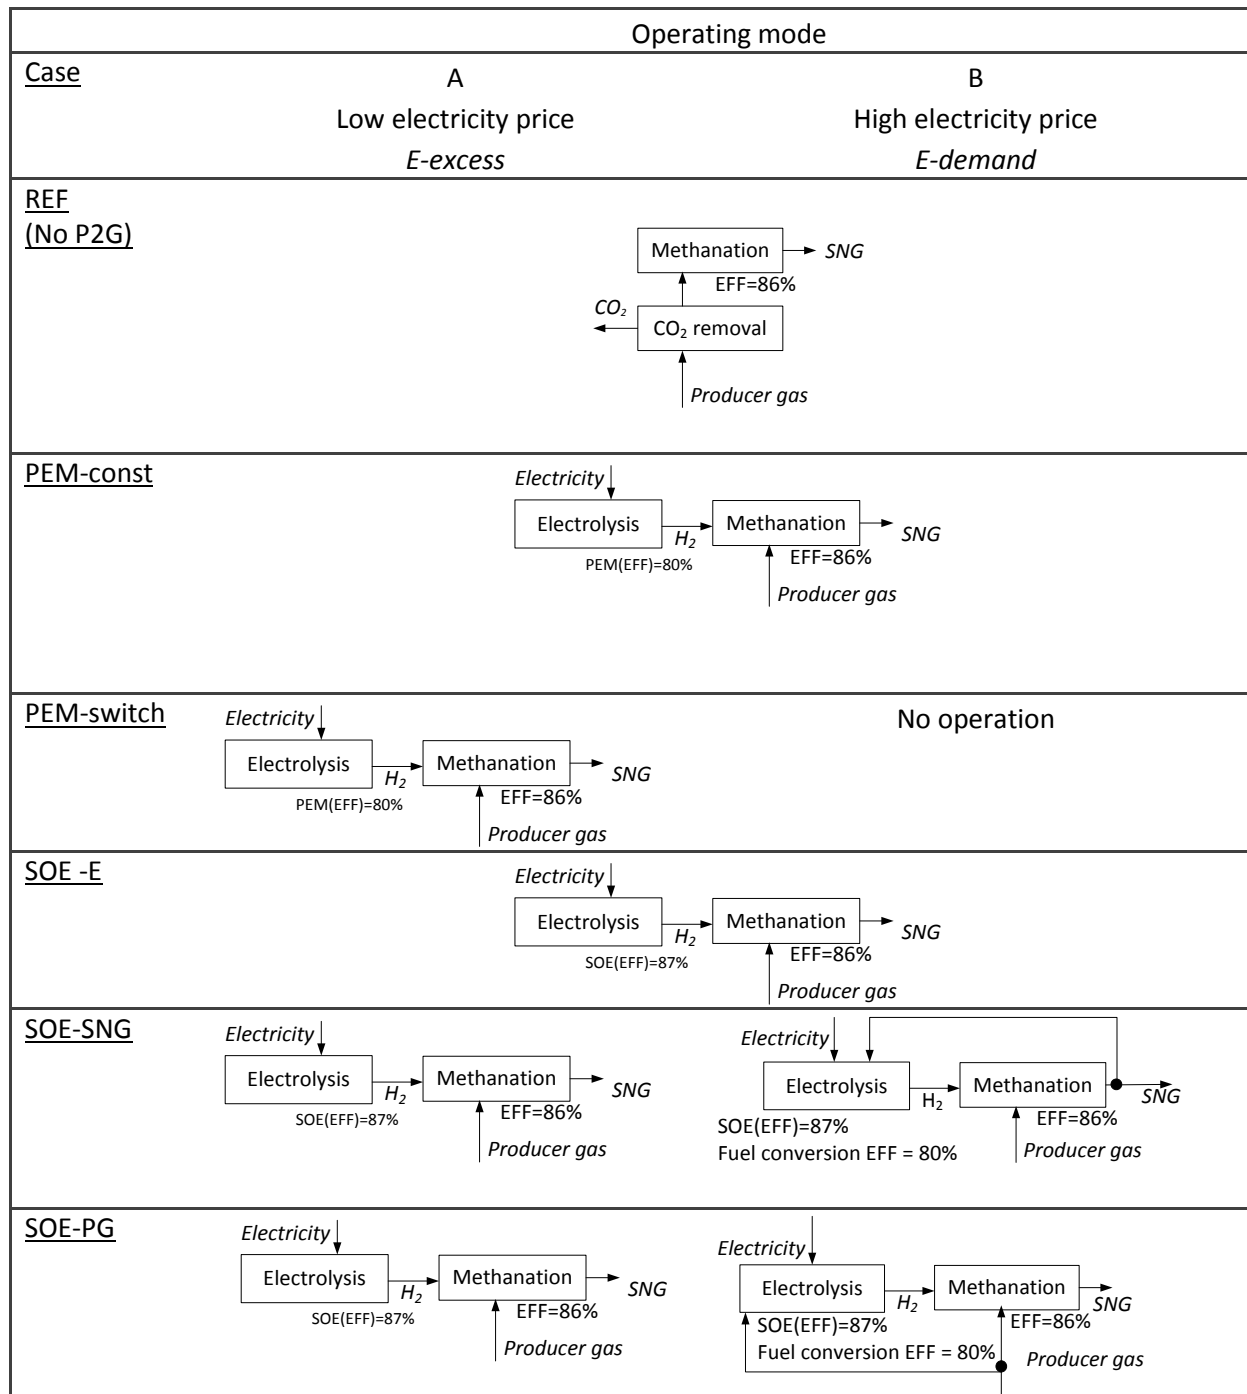 Operating mode
Case
A
Low electricity price
E-excess
B
High electricity price
E-demand
REF
(No P2G)
Methanation
SNG
EFF=86%
CO₂
CO₂ removal
Producer gas
PEM-const
Electricity
Electrolysis
H₂
Methanation
SNG
PEM(EFF)=80%
EFF=86%
Producer gas
PEM-switch
Electricity
Electrolysis
H₂
Methanation
SNG
PEM(EFF)=80%
EFF=86%
Producer gas
No operation
SOE -E
Electricity
Electrolysis
H₂
Methanation
SNG
SOE(EFF)=87%
EFF=86%
Producer gas
SOE-SNG
Electricity
Electrolysis
H₂
Methanation
SNG
SOE(EFF)=87%
EFF=86%
Producer gas
Electricity
Electrolysis
H₂
Methanation
SNG
SOE(EFF)=87%
EFF=86%
Fuel conversion EFF = 80%
Producer gas
SOE-PG
Electricity
Electrolysis
H₂
Methanation
SNG
SOE(EFF)=87%
EFF=86%
Producer gas
Electricity
Electrolysis
H₂
Methanation
SNG
SOE(EFF)=87%
EFF=86%
Fuel conversion EFF = 80%
Producer gas